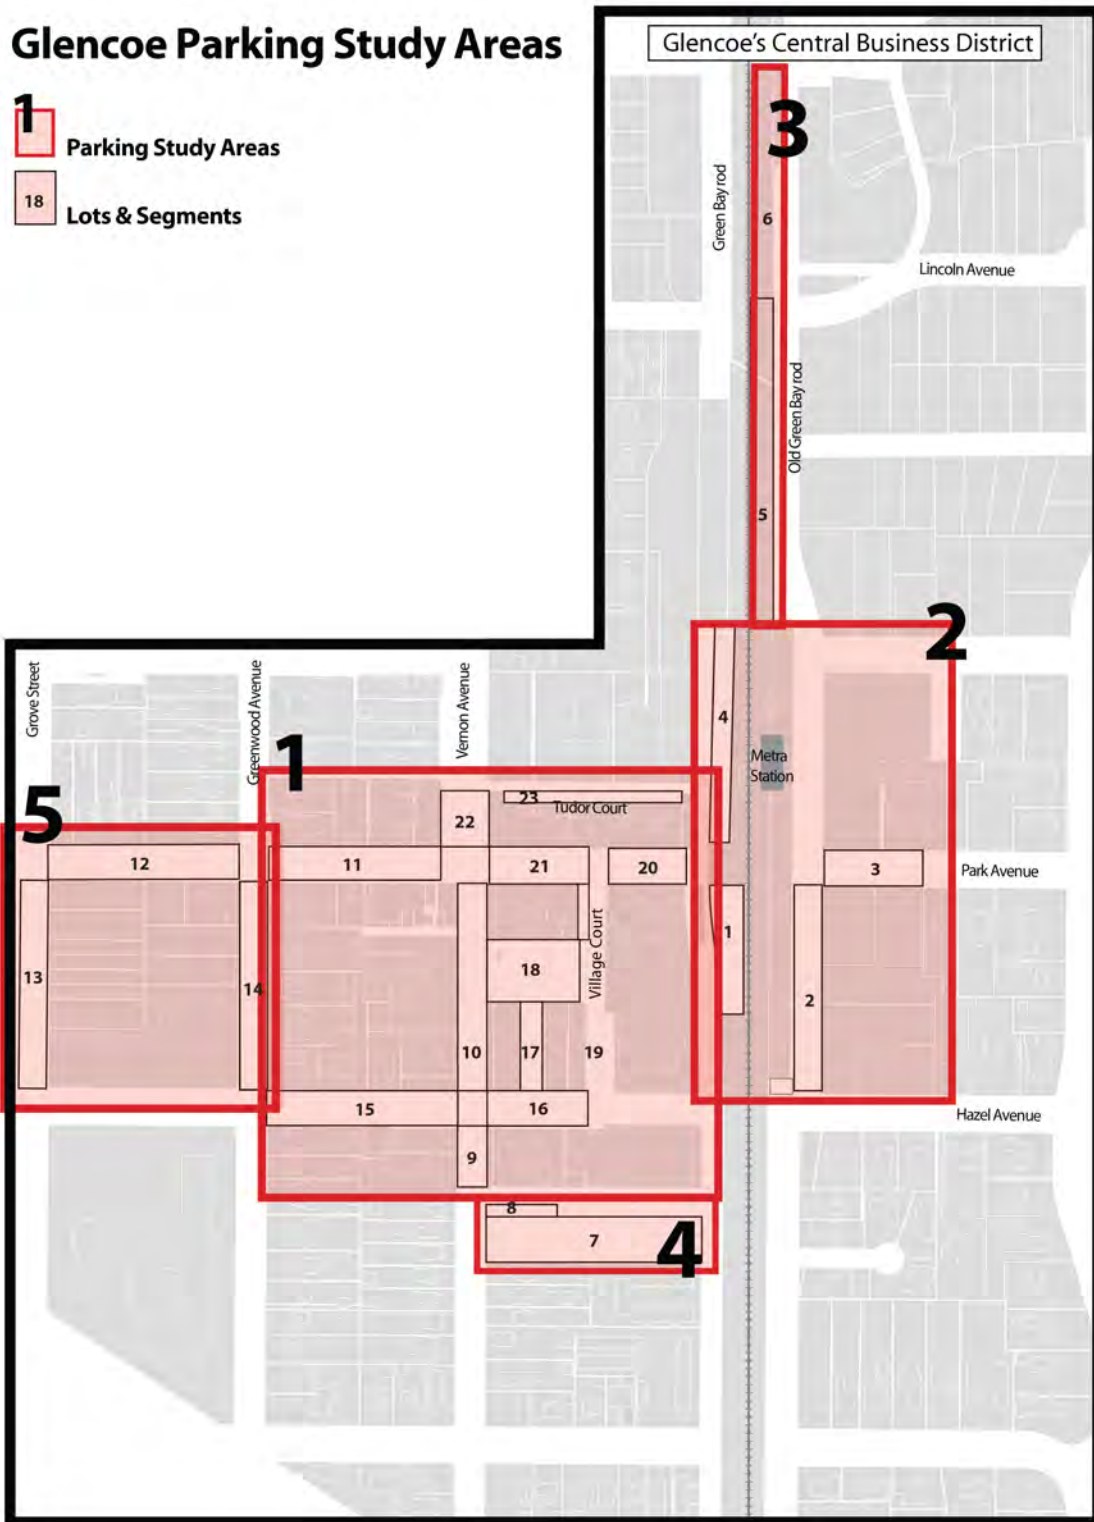 Glencoe Parking Study Areas
1
Parking Study Areas
18
Lots & Segments
Glencoe's Central Business District
3
Green Bay rod
6
Lincoln Avenue
Old Green Bay rod
5
2
Grove Street
Greenwood Avenue
Vernon Avenue
4
Metra
Station
1
5
23
Tudor Court
22
12
11
21
20
3
Park Avenue
Village Court
1
18
13
14
2
10
17
19
15
16
Hazel Avenue
9
8
7
4